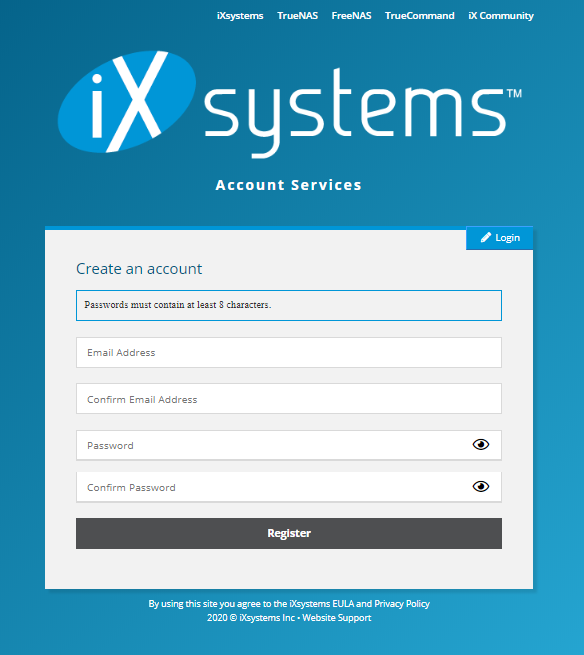 iXsystems TrueNAS FreeNAS TrueCommand iX Community
iXsystems™
Account Services
Login
Create an account
Passwords must contain at least 8 characters.
Email Address
Confirm Email Address
Password
Confirm Password
Register
By using this site you agree to the iXsystems EULA and Privacy Policy
2020 © iXsystems Inc • Website Support